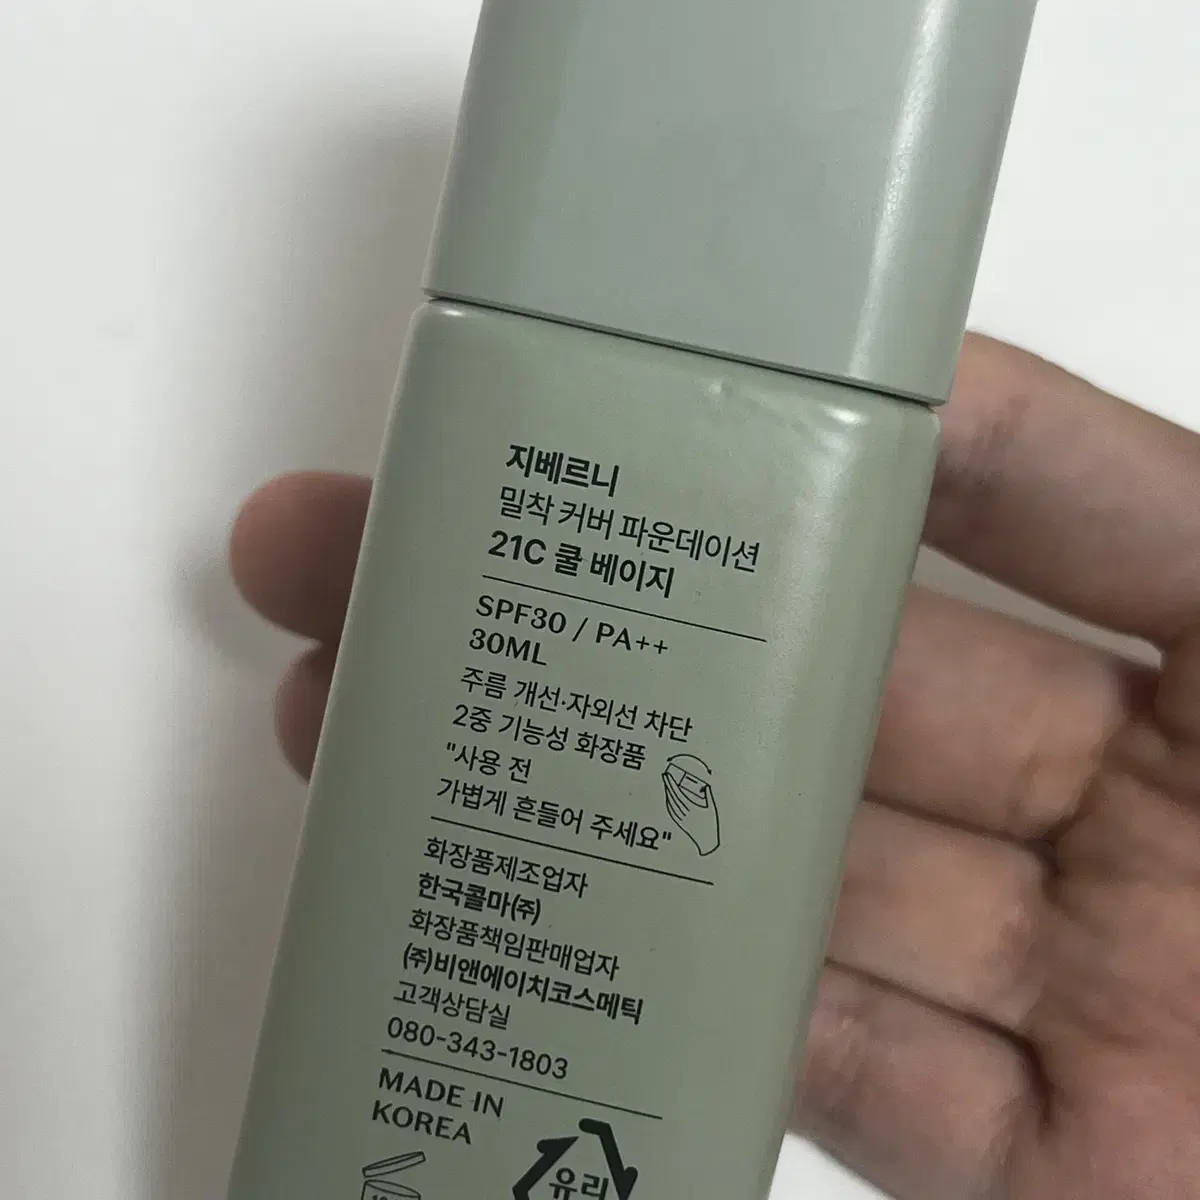 지베르니
밀착 커버 파운데이션
21C 쿨 베이지
SPF30 / PA++
30ML
주름 개선·자외선 차단
2중 기능성 화장품
"사용 전
가볍게 흔들어 주세요"
화장품제조업자
한국콜마(주)
화장품책임판매업자
(주)비앤에이치코스메틱
고객상담실
080-343-1803
MADE IN
KOREA
유리